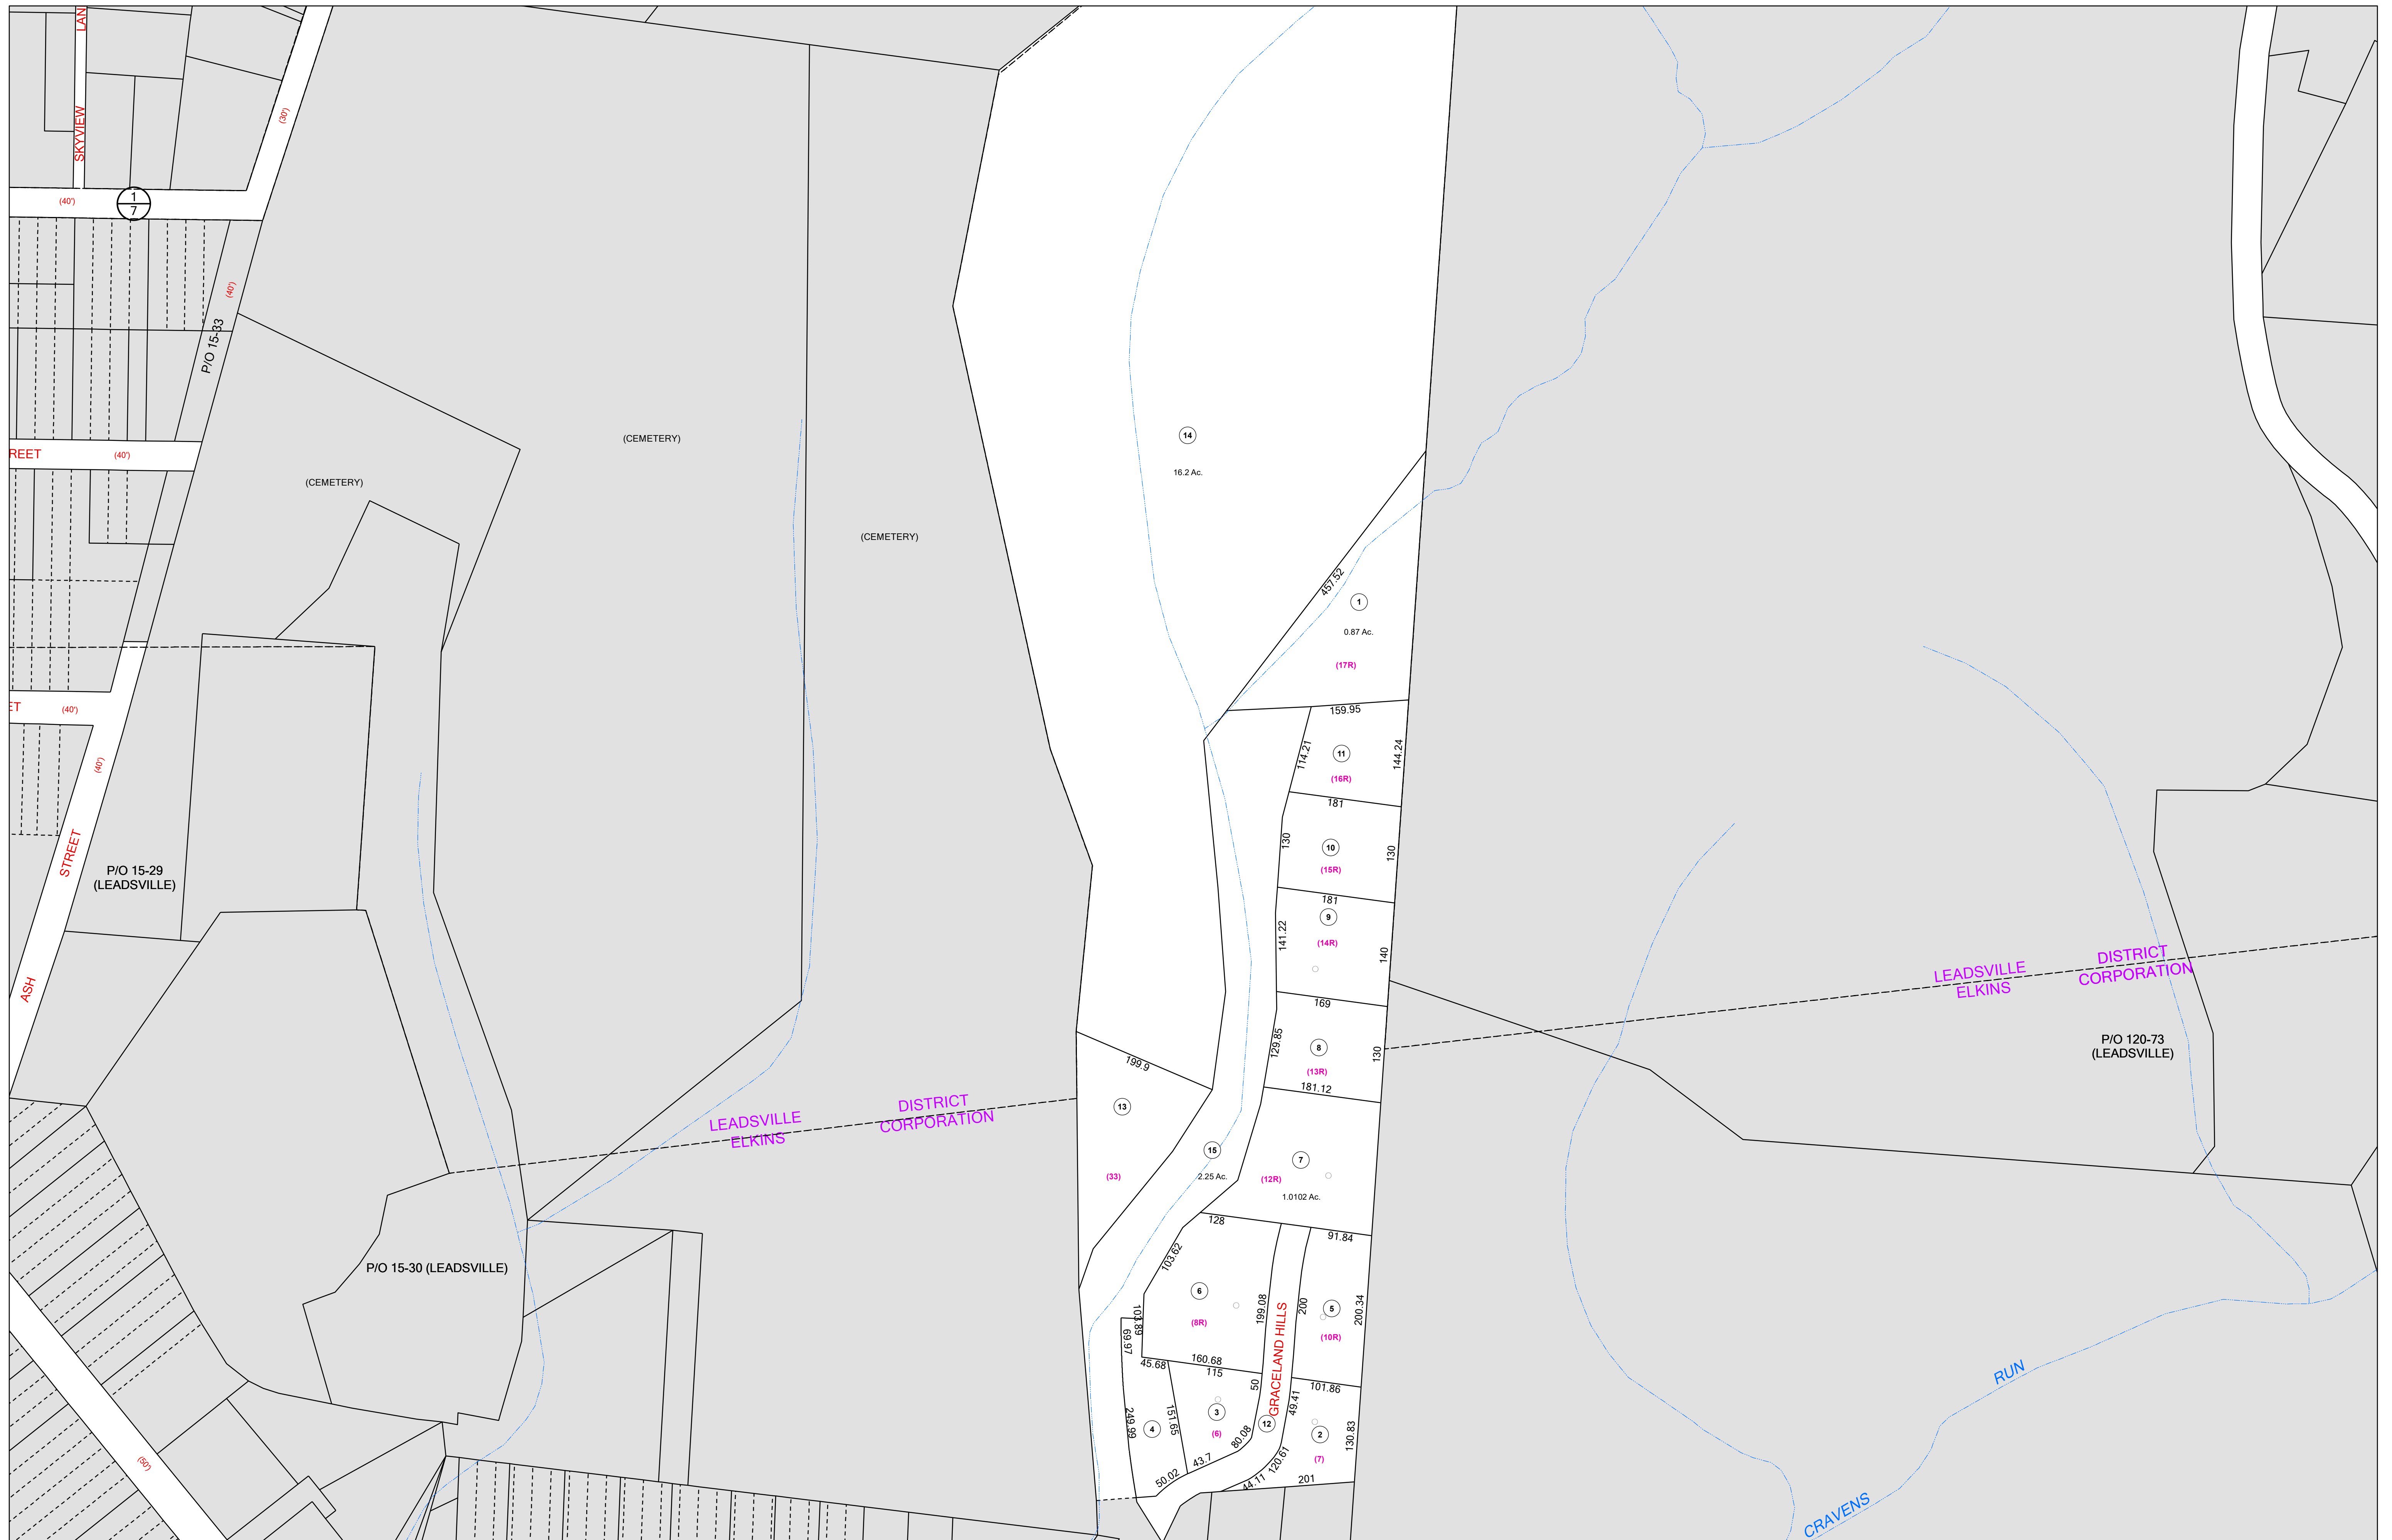 LAN
SKYVIEW
(30')
(40')
1
7
(40')
P/O 15-33
(CEMETERY)
14
REET
(40')
16.2 Ac.
(CEMETERY)
(CEMETERY)
457.52
1
0.87 Ac.
(17R)
ET
(40')
159.95
(40')
114.21
11
144.24
(16R)
181
STREET
130
10
130
(15R)
P/O 15-29
(LEADSVILLE)
181
9
141.22
(14R)
140
ASH
169
LEADSVILLE
DISTRICT
ELKINS
CORPORATION
129.85
8
130
(13R)
P/O 120-73
(LEADSVILLE)
199.9
181.12
13
LEADSVILLE
DISTRICT
ELKINS
CORPORATION
15
7
(33)
2.25 Ac.
(12R)
1.0102 Ac.
128
91.84
103.62
P/O 15-30 (LEADSVILLE)
6
199.08
200
5
200.34
103.89
(8R)
(10R)
69.97
GRACELAND HILLS
160.68
45.68
115
50
101.86
49.41
RUN
249.99
4
151.65
3
(6)
12
2
130.83
80.08
(7)
(50')
43.7
120.61
50.02
44.11
201
CRAVENS